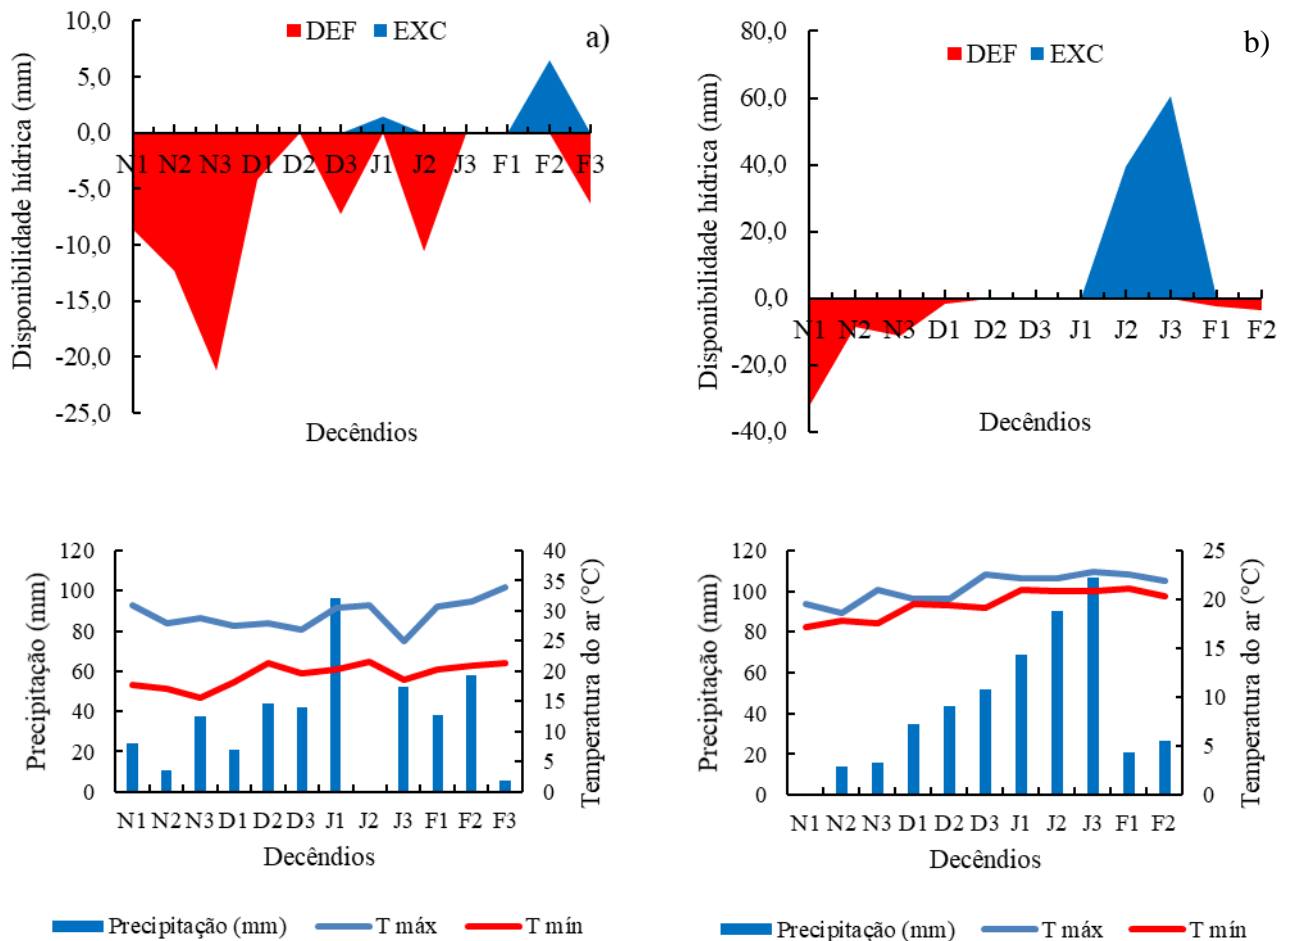 Disponibilidade hídrica (mm)
10,0
5,0
0,0
-5,0
-10,0
-15,0
-20,0
-25,0
DEF EXC
a)
N1 N2 N3 D1 D2 D3 J1 J2 J3 F1 F2 F3
Decêndios
Disponibilidade hídrica (mm)
80,0
60,0
40,0
20,0
0,0
-20,0
-40,0
DEF EXC
b)
N1 N2 N3 D1 D2 D3 J1 J2 J3 F1 F2
Decêndios
Precipitação (mm)
120
100
80
60
40
20
0
40
35
30
25
20
15
10
5
0
Temperatura do ar (°C)
N1 N2 N3 D1 D2 D3 J1 J2 J3 F1 F2 F3
Decêndios
Precipitação (mm) T máx T mín
Precipitação (mm)
120
100
80
60
40
20
0
25
20
15
10
5
0
Temperatura do ar (°C)
N1 N2 N3 D1 D2 D3 J1 J2 J3 F1 F2
Decêndios
Precipitação (mm) T máx T mín